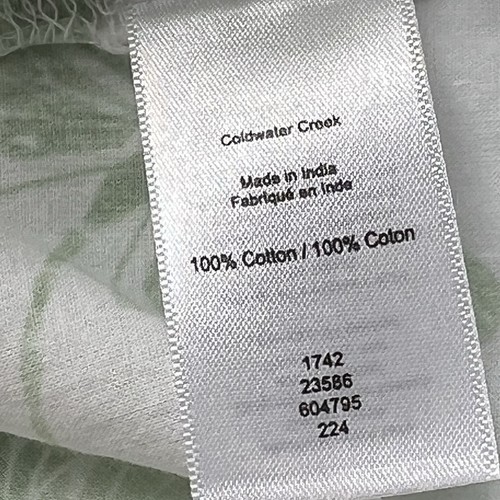 Coldwater Creek
Made in India
Fabriqué en Inde
100% Cotton / 100% Coton
1742
23586
604795
224